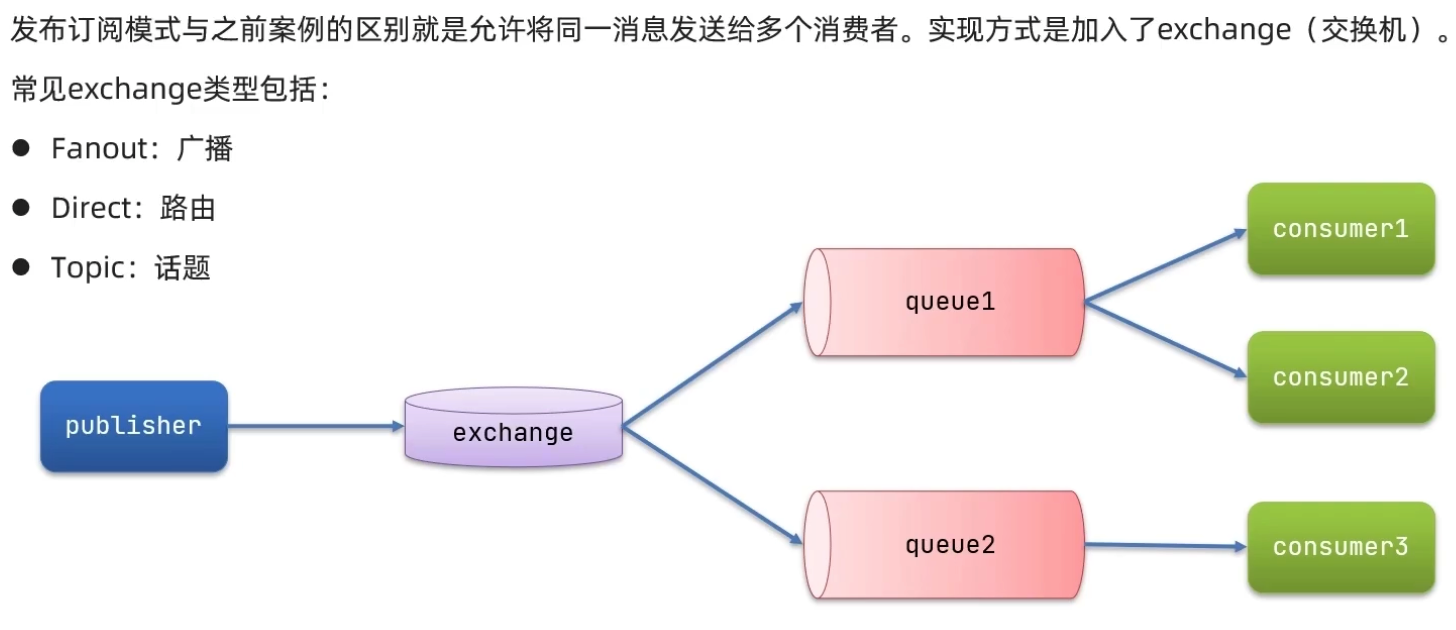 发布订阅模式与之前案例的区别就是允许将同一消息发送给多个消费者。实现方式是加入了exchange（交换机）。
常见exchange类型包括：
● Fanout：广播
● Direct：路由
● Topic：话题
consumer1
queue1
consumer2
publisher
exchange
queue2
consumer3